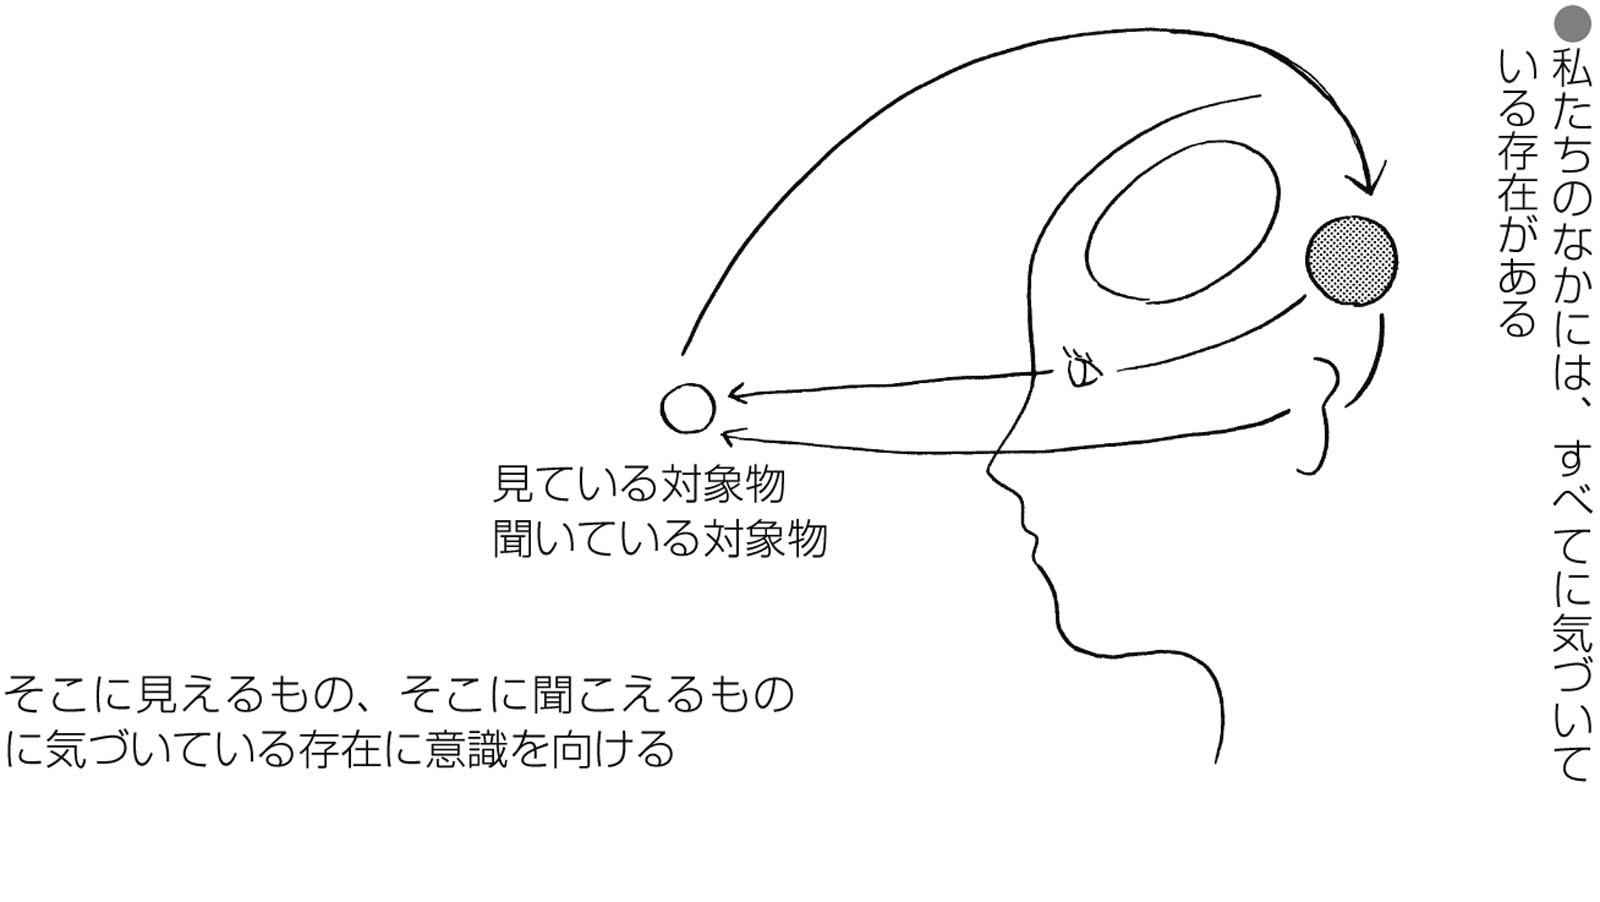 ●私たちのなかには、すべてに気づいて
いる存在がある
見ている対象物
聞いている対象物
そこに見えるもの、そこに聞こえるもの
に気づいている存在に意識を向ける